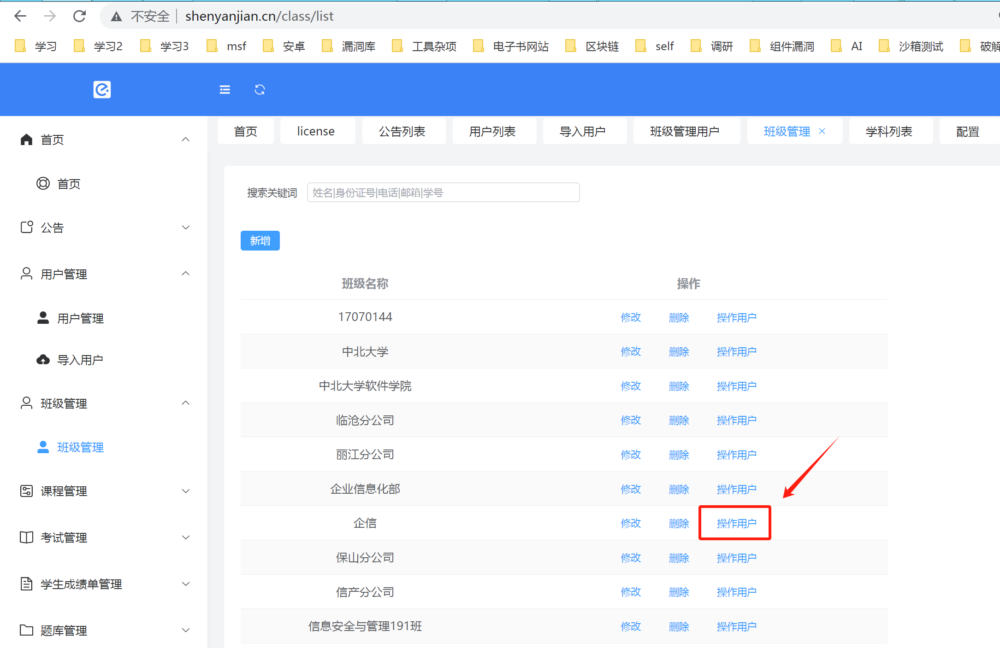 不安全 shenyanjian.cn/class/list
学习 学习2 学习3 msf 安卓 漏洞库 工具杂项 电子书网站 区块链 self 调研 组件漏洞 AI 沙箱测试 破解
首页 license 公告列表 用户列表 导入用户 班级管理用户 班级管理 学科列表 配置
首页
首页
公告
用户管理
用户管理
导入用户
班级管理
班级管理
课程管理
考试管理
学生成绩单管理
题库管理
搜索关键词 姓名|身份证号|电话|邮箱|学号
新增
班级名称 操作
17070144 修改 删除 操作用户
中北大学 修改 删除 操作用户
中北大学软件学院 修改 删除 操作用户
临沧分公司 修改 删除 操作用户
丽江分公司 修改 删除 操作用户
企业信息化部 修改 删除 操作用户
企信 修改 删除 操作用户
保山分公司 修改 删除 操作用户
信产分公司 修改 删除 操作用户
信息安全与管理191班 修改 删除 操作用户